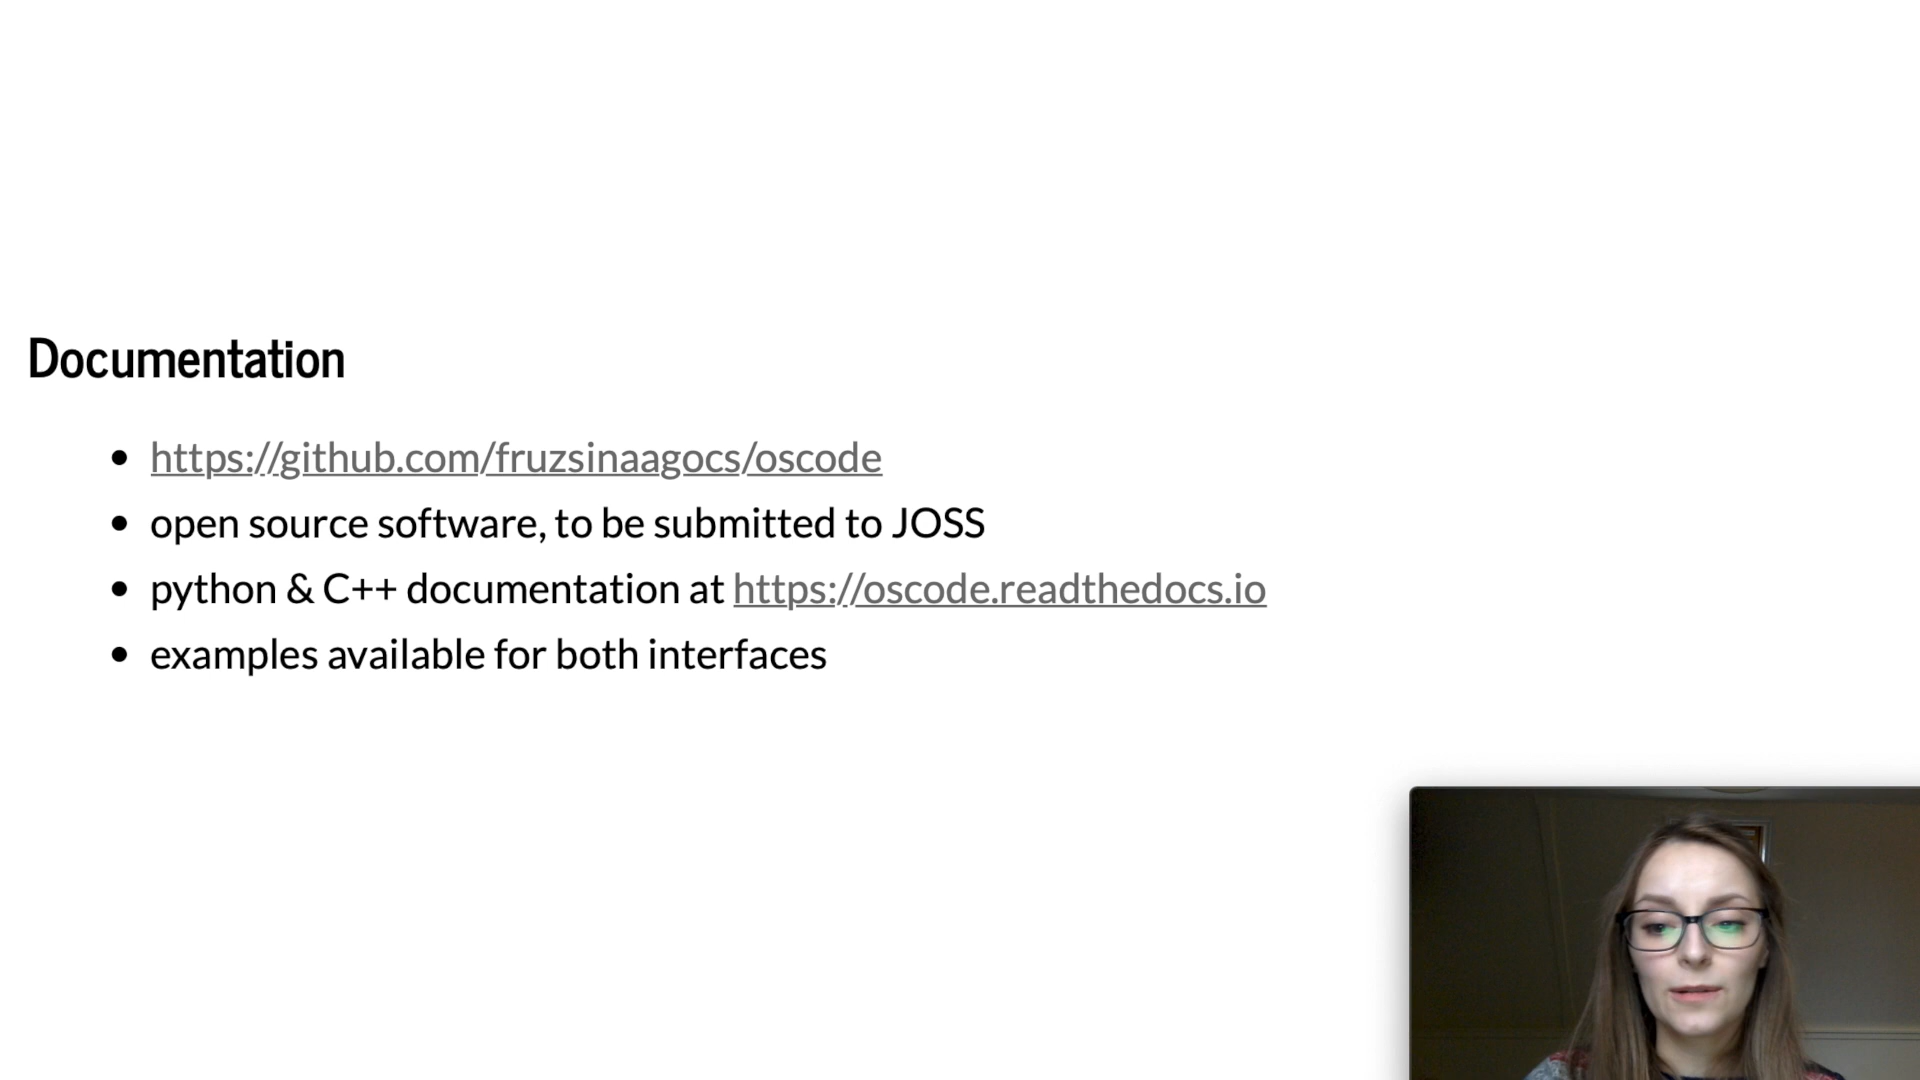 Documentation
https://github.com/fruzsinaagocs/oscode
open source software, to be submitted to JOSS
python & C++ documentation at https://oscode.readthedocs.io
examples available for both interfaces